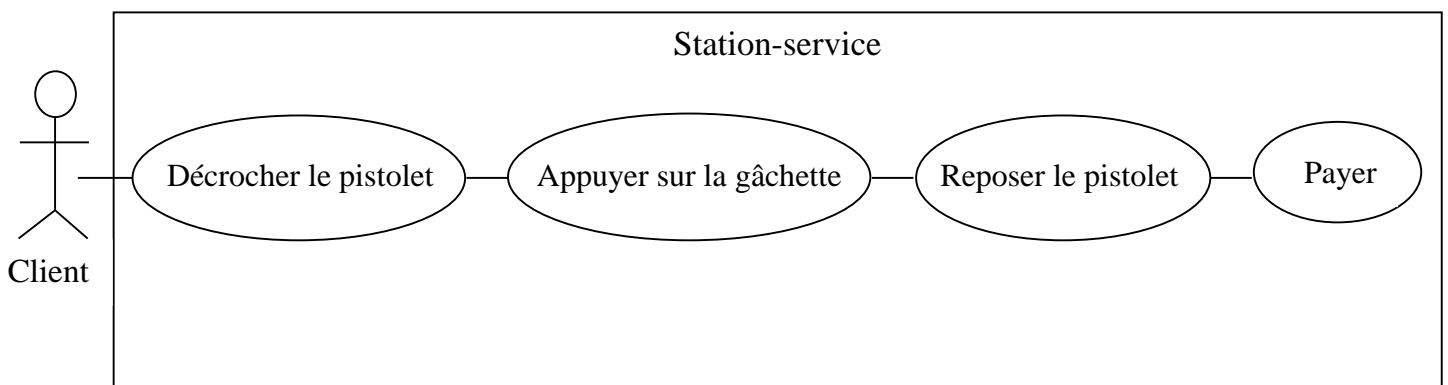 Station-service
Décrocher le pistolet
Appuyer sur la gâchette
Reposer le pistolet
Payer
Client